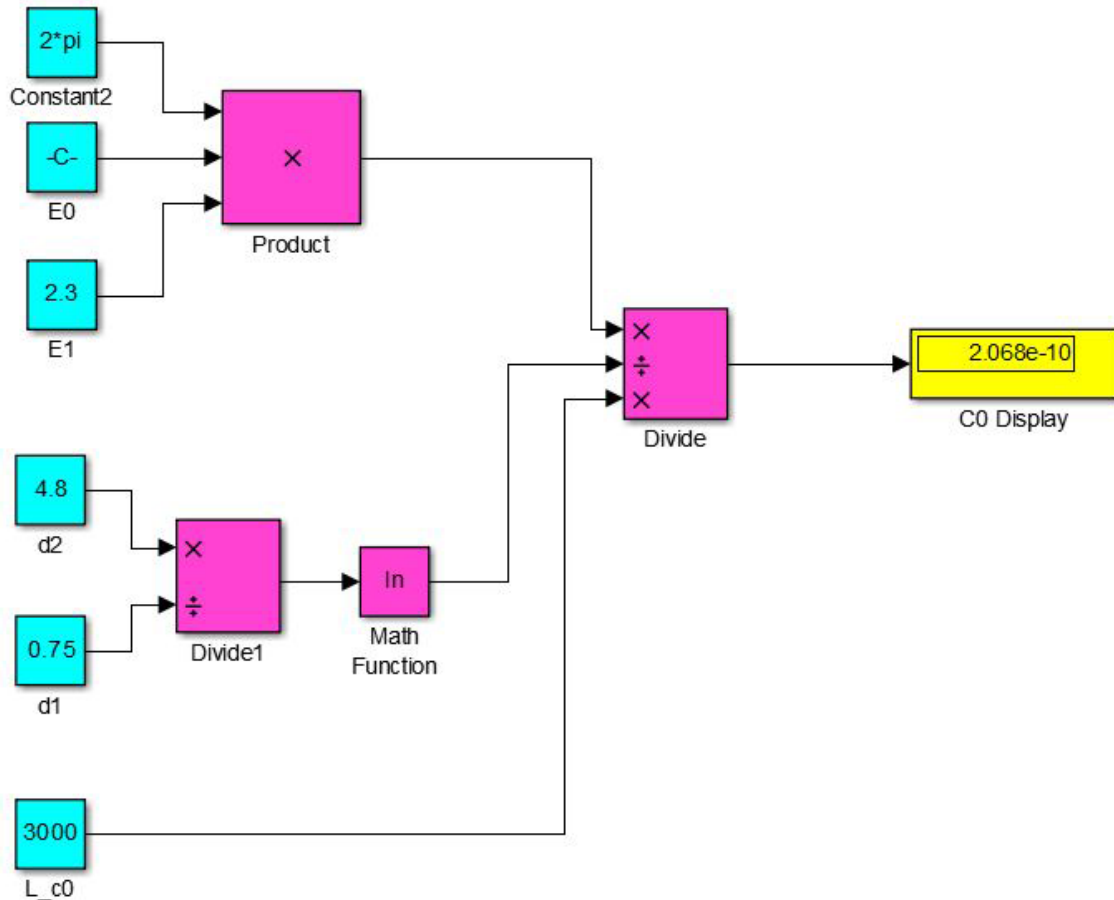 2*pi
Constant2
-C-
E0
2.3
E1
×
Product
×
÷
×
Divide
2.068e-10
C0 Display
4.8
d2
0.75
d1
×
÷
Divide1
ln
Math
Function
3000
L_c0